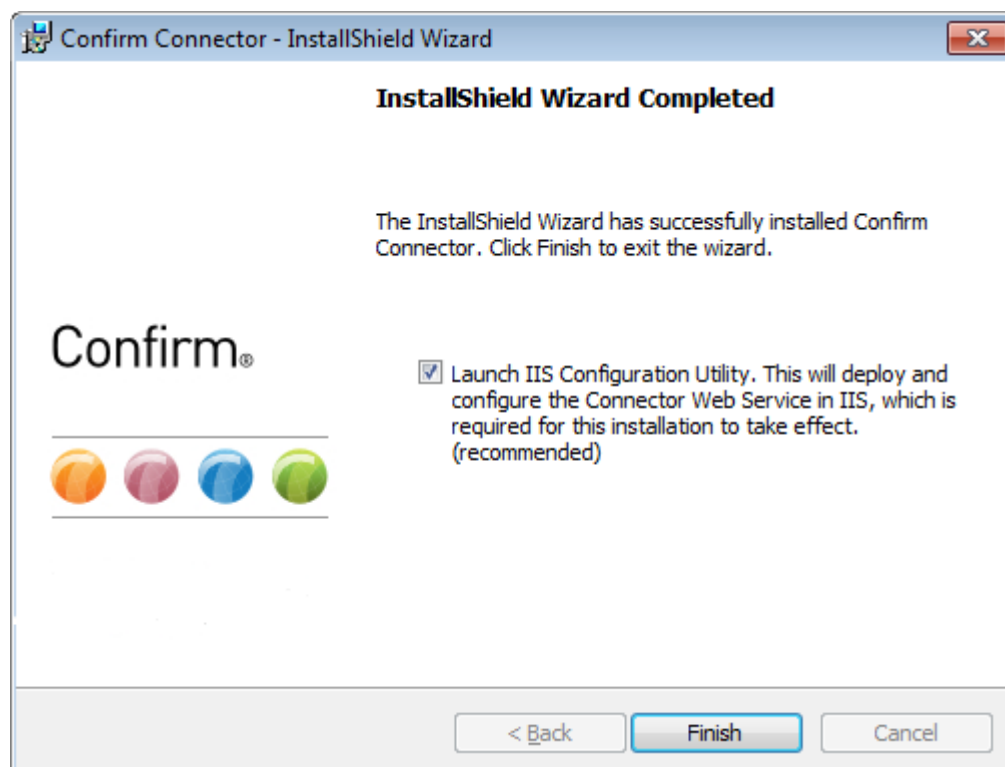 Confirm Connector - InstallShield Wizard
InstallShield Wizard Completed
The InstallShield Wizard has successfully installed Confirm
Connector. Click Finish to exit the wizard.
Confirm®
Launch IIS Configuration Utility. This will deploy and
configure the Connector Web Service in IIS, which is
required for this installation to take effect.
(recommended)
< Back
Finish
Cancel